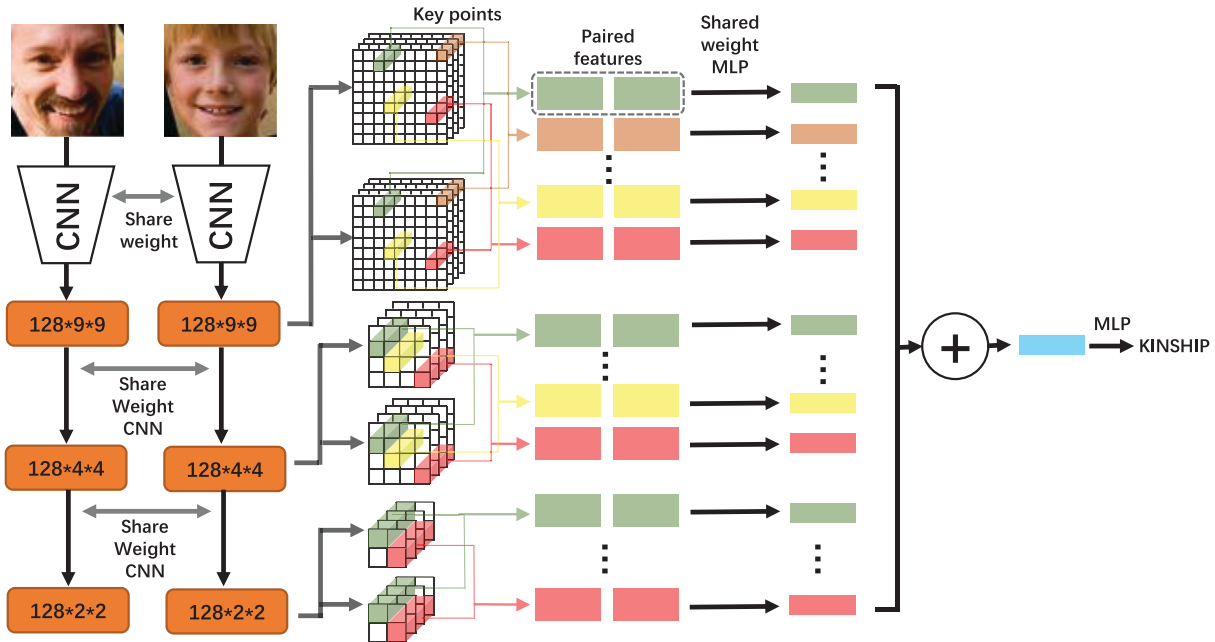 Key points
Paired
features
Shared
weight
MLP
CNN
CNN
Share
weight
128*9*9
128*9*9
Share
Weight
CNN
128*4*4
128*4*4
Share
Weight
CNN
128*2*2
128*2*2
+
MLP
KINSHIP